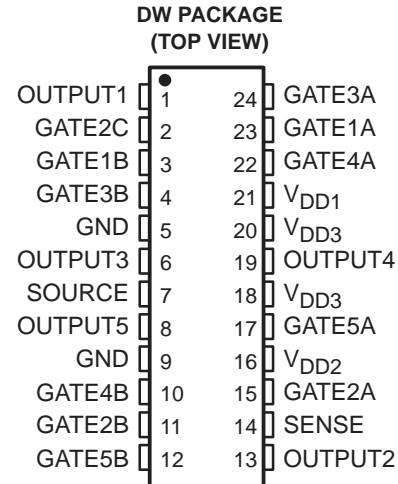 DW PACKAGE
(TOP VIEW)
OUTPUT1 1 24 GATE3A
GATE2C 2 23 GATE1A
GATE1B 3 22 GATE4A
GATE3B 4 21 VDD1
GND 5 20 VDD3
OUTPUT3 6 19 OUTPUT4
SOURCE 7 18 VDD3
OUTPUT5 8 17 GATE5A
GND 9 16 VDD2
GATE4B 10 15 GATE2A
GATE2B 11 14 SENSE
GATE5B 12 13 OUTPUT2